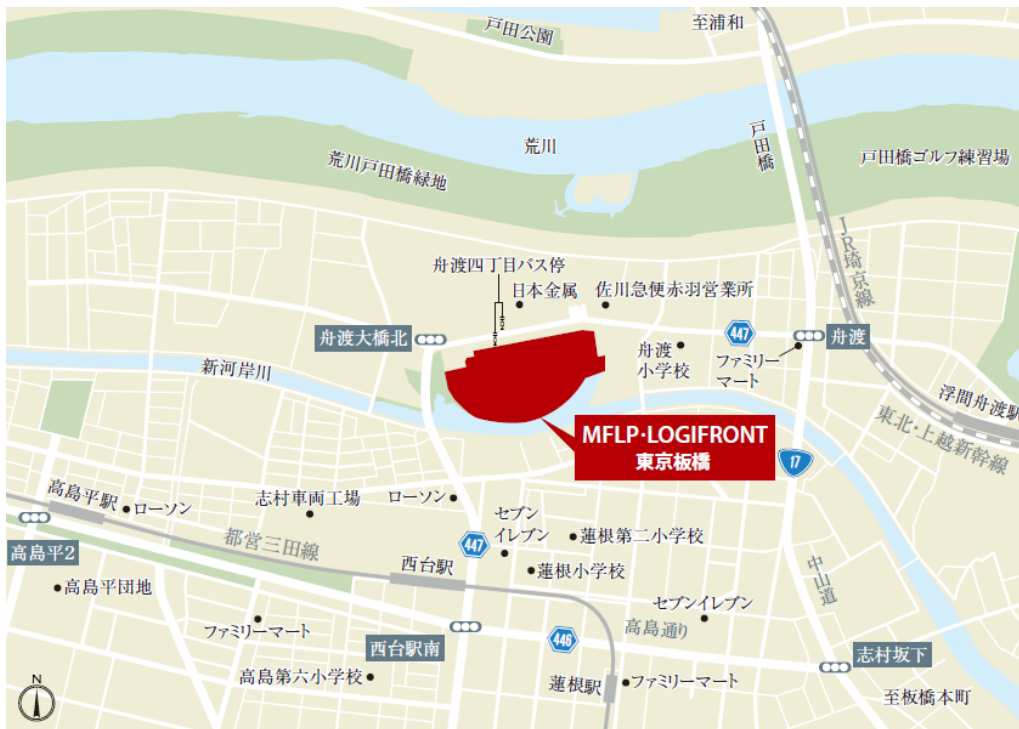 戸田公園
至浦和
荒川
戸田橋
荒川戸田橋緑地
戸田橋ゴルフ練習場
JR埼京線
舟渡四丁目バス停
日本金属
佐川急便赤羽営業所
舟渡大橋北
447
舟渡
舟渡
小学校
ファミリー
マート
新河岸川
浮間舟渡駅
東北・上越新幹線
MFLP・LOGIFRONT
東京板橋
17
高島平駅
ローソン
志村車両工場
ローソン
セブン
イレブン
蓮根第二小学校
都営三田線
447
高島平2
西台駅
蓮根小学校
中山道
高島平団地
セブンイレブン
ファミリーマート
高島通り
西台駅南
446
志村坂下
高島第六小学校
蓮根駅
ファミリーマート
至板橋本町
N